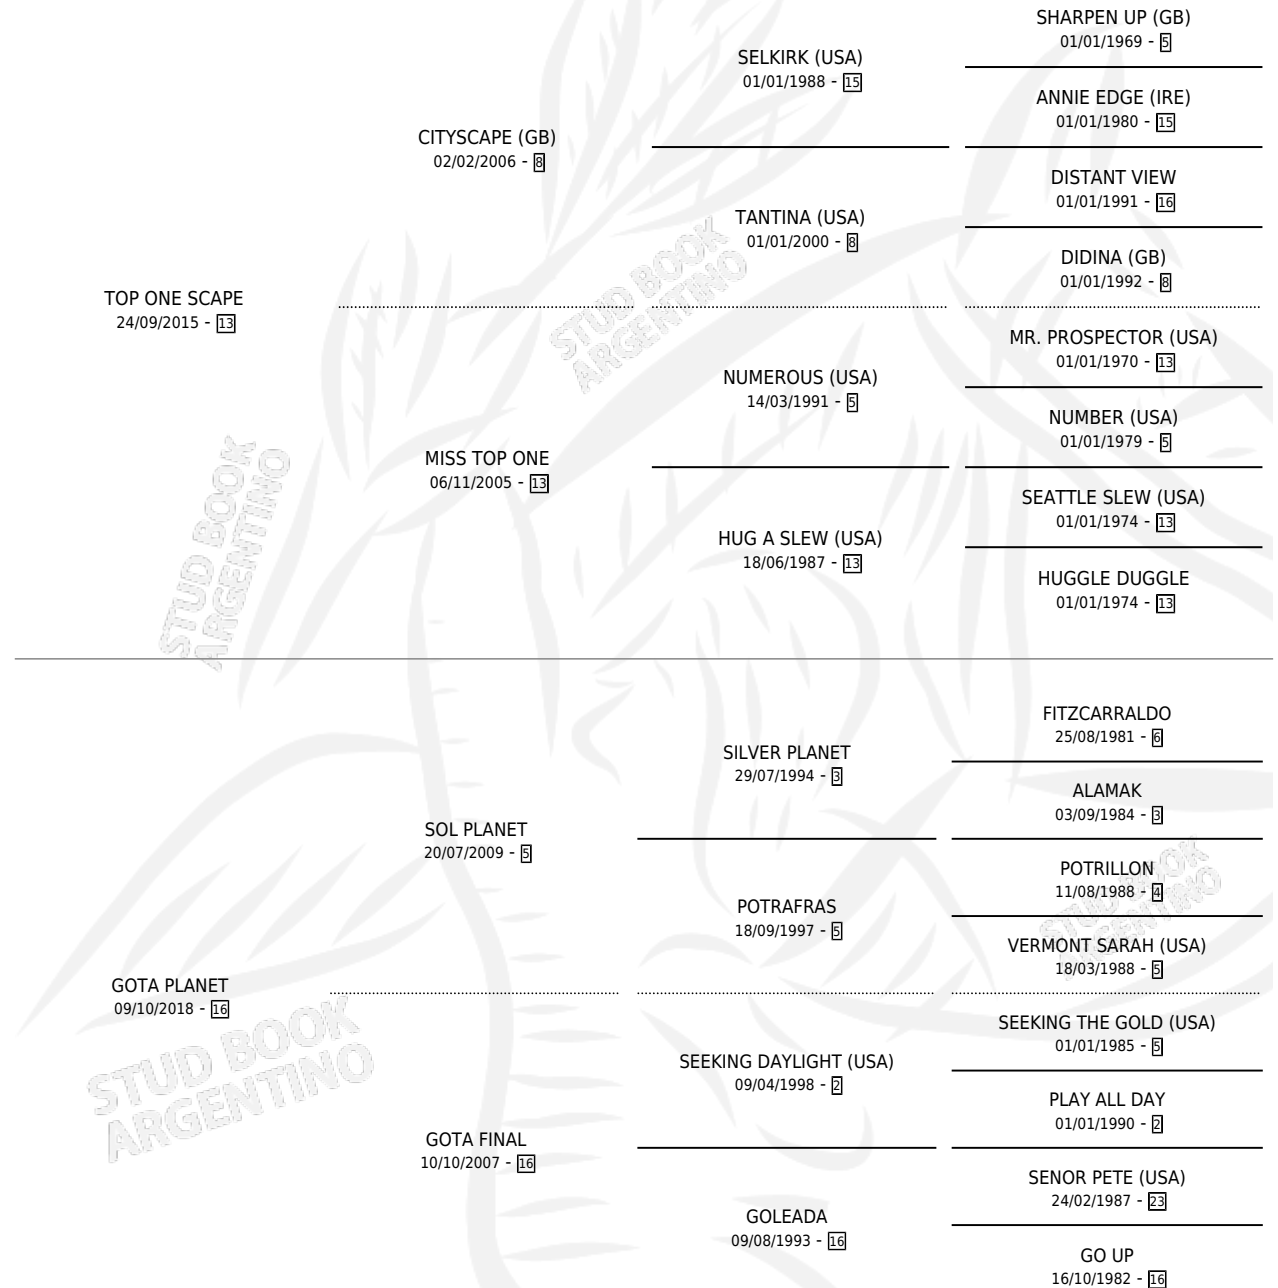 SHARPEN UP (GB)
01/01/1969 - 5
SELKIRK (USA)
01/01/1988 - 15
ANNIE EDGE (IRE)
01/01/1980 - 15
CITYSCAPE (GB)
02/02/2006 - 8
DISTANT VIEW
01/01/1991 - 16
TANTINA (USA)
01/01/2000 - 8
DIDINA (GB)
01/01/1992 - 8
TOP ONE SCAPE
24/09/2015 - 13
MR. PROSPECTOR (USA)
01/01/1970 - 13
NUMEROUS (USA)
14/03/1991 - 5
NUMBER (USA)
01/01/1979 - 5
MISS TOP ONE
06/11/2005 - 13
SEATTLE SLEW (USA)
01/01/1974 - 13
HUG A SLEW (USA)
18/06/1987 - 13
HUGGLE DUGGLE
01/01/1974 - 13
FITZCARRALDO
25/08/1981 - 6
SILVER PLANET
29/07/1994 - 3
ALAMAK
03/09/1984 - 3
SOL PLANET
20/07/2009 - 5
POTRILLON
11/08/1988 - 4
POTRAFRAS
18/09/1997 - 5
VERMONT SARAH (USA)
18/03/1988 - 5
GOTA PLANET
09/10/2018 - 16
SEEKING THE GOLD (USA)
01/01/1985 - 5
SEEKING DAYLIGHT (USA)
09/04/1998 - 2
PLAY ALL DAY
01/01/1990 - 2
GOTA FINAL
10/10/2007 - 16
SENOR PETE (USA)
24/02/1987 - 23
GOLEADA
09/08/1993 - 16
GO UP
16/10/1982 - 16
STUD BOOK
ARGENTINO
STUD BOOK
ARGENTINO
STUD BOOK
ARGENTINO
STUD BOOK
ARGENTINO